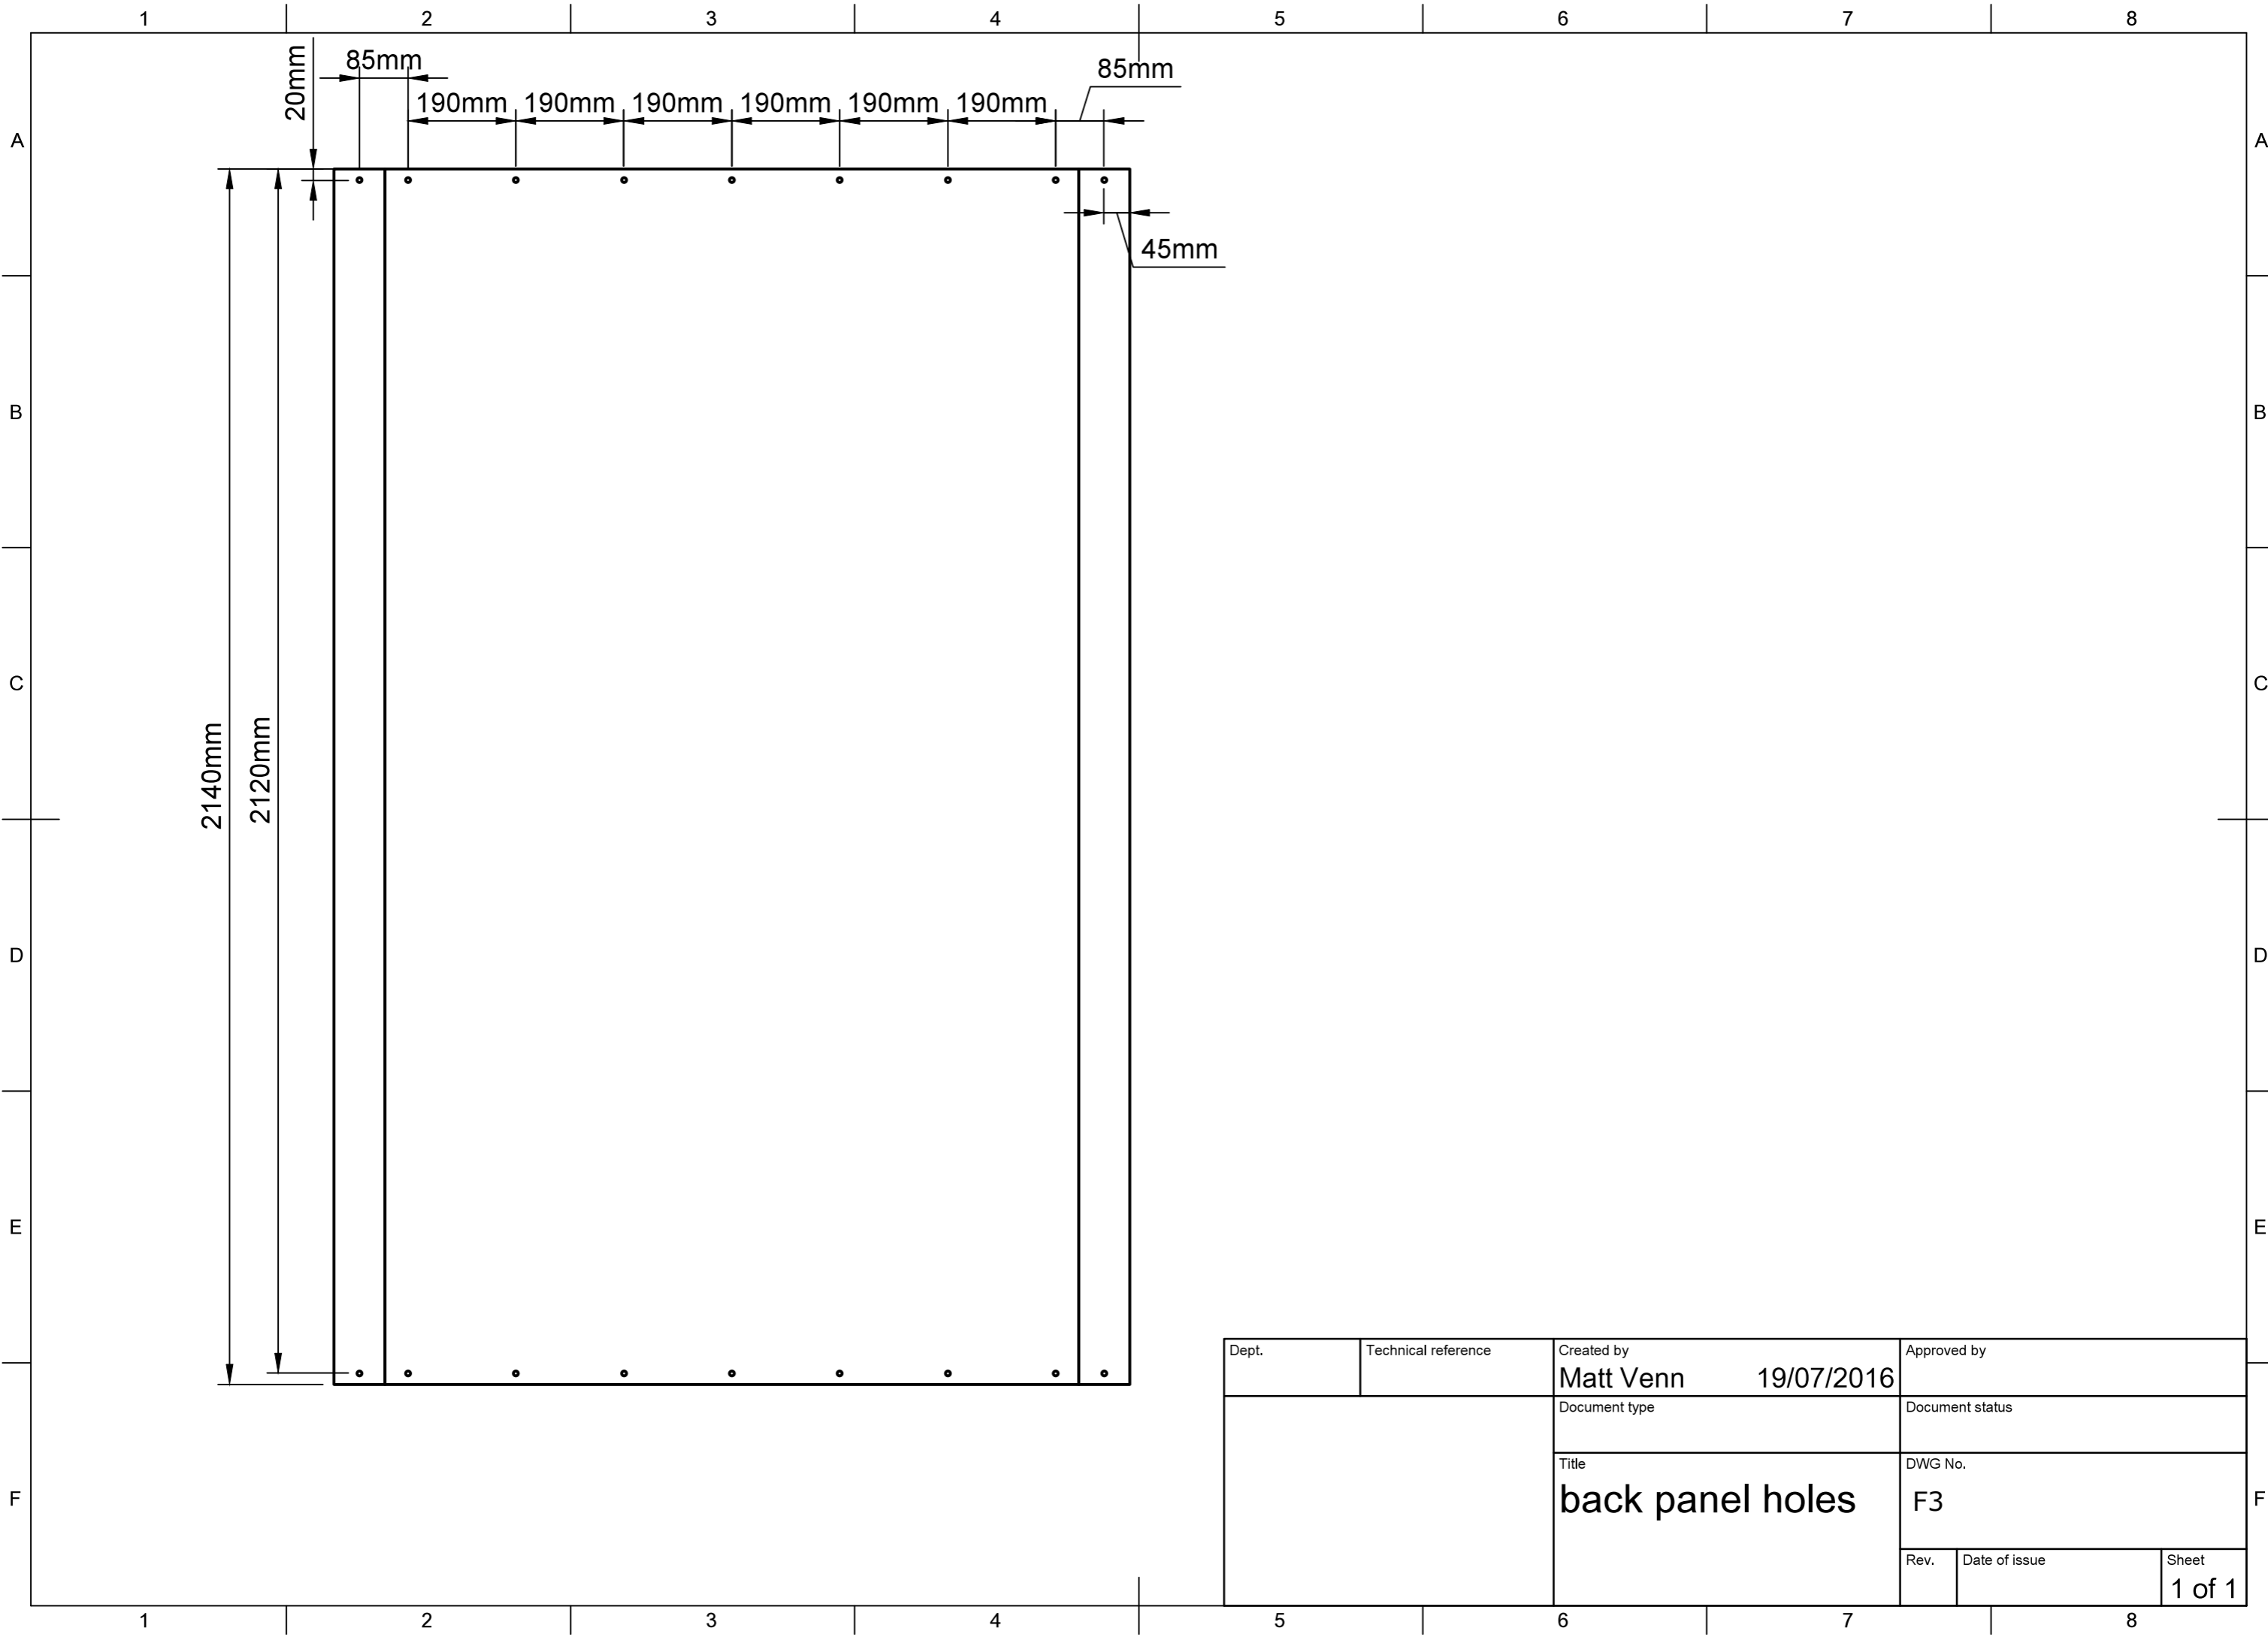 1 2 3 4 5 6 7 8
20mm
85mm
85mm
190mm 190mm 190mm 190mm 190mm 190mm
A A
45mm
B B
C C
2140mm
2120mm
D D
E E
Dept.
Technical reference
Created by
Matt Venn 19/07/2016
Approved by
Document type
Document status
Title
back panel holes
DWG No.
F3
F F
Rev.
Date of issue
Sheet
1 of 1
1 2 3 4 5 6 7 8